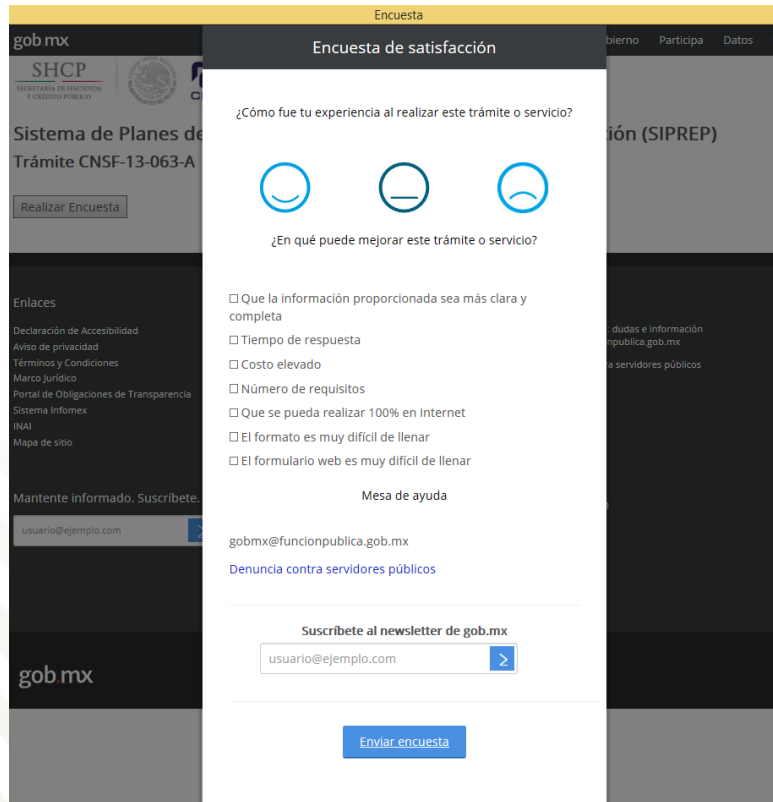 Encuesta
gob.mx
bierno Participa Datos
Encuesta de satisfacción
SHCP
SECRETARÍA DE HACIENDA
Y CRÉDITO PÚBLICO
¿Cómo fue tu experiencia al realizar este trámite o servicio?
Sistema de Planes de
ión (SIPREP)
Trámite CNSF-13-063-A
Realizar Encuesta
¿En qué puede mejorar este trámite o servicio?
Que la información proporcionada sea más clara y
completa
Tiempo de respuesta
Costo elevado
Número de requisitos
Que se pueda realizar 100% en Internet
El formato es muy difícil de llenar
El formulario web es muy difícil de llenar
Mesa de ayuda
gobmx@funcionpublica.gob.mx
Denuncia contra servidores públicos
Suscríbete al newsletter de gob.mx
usuario@ejemplo.com
Enviar encuesta
Enlaces
Declaración de Accesibilidad
Aviso de privacidad
Términos y Condiciones
Marco Jurídico
Portal de Obligaciones de Transparencia
Sistema Infomex
INAI
Mapa de sitio
dudas e información
npublica.gob.mx
a servidores públicos
Mantente informado. Suscríbete.
usuario@ejemplo.com
gob.mx